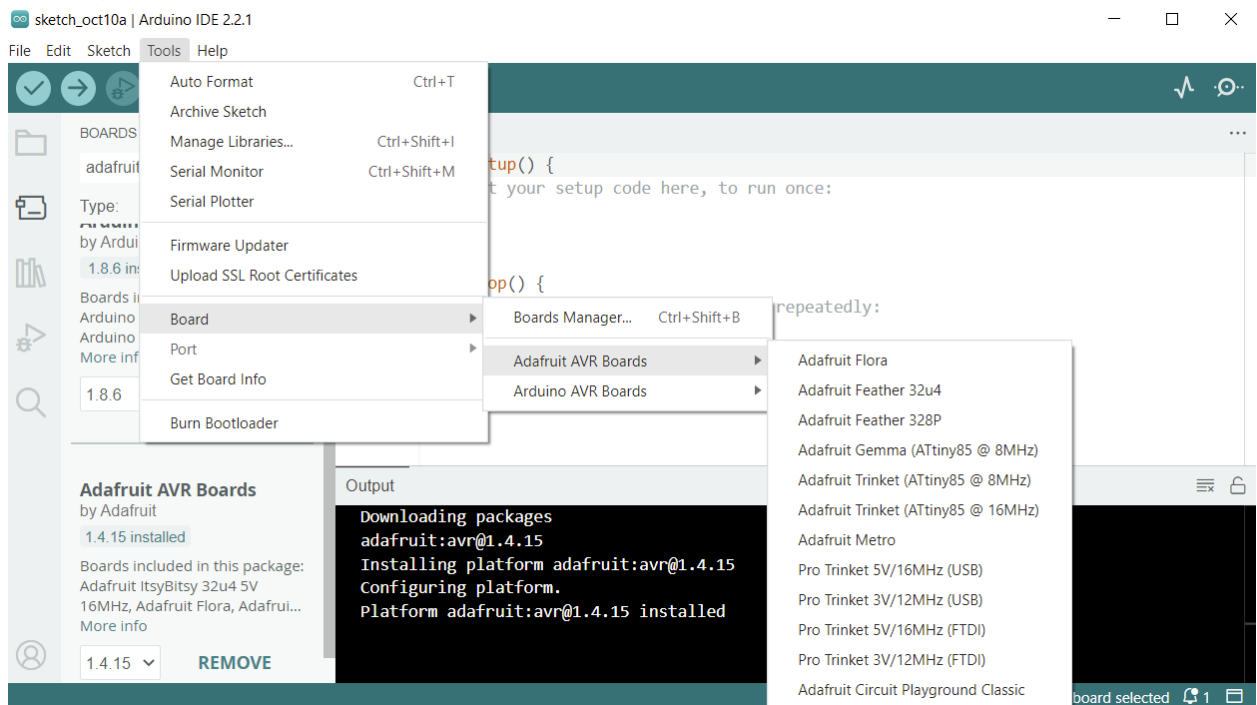 sketch_oct10a | Arduino IDE 2.2.1
File Edit Sketch Tools Help
Auto Format Ctrl+T
Archive Sketch
Manage Libraries... Ctrl+Shift+I
Serial Monitor Ctrl+Shift+M
Serial Plotter
Firmware Updater
Upload SSL Root Certificates
Board
Port
Get Board Info
Burn Bootloader
Boards Manager... Ctrl+Shift+B
Adafruit AVR Boards
Arduino AVR Boards
Adafruit Flora
Adafruit Feather 32u4
Adafruit Feather 328P
Adafruit Gemma (ATtiny85 @ 8MHz)
Adafruit Trinket (ATtiny85 @ 8MHz)
Adafruit Trinket (ATtiny85 @ 16MHz)
Adafruit Metro
Pro Trinket 5V/16MHz (USB)
Pro Trinket 3V/12MHz (USB)
Pro Trinket 5V/16MHz (FTDI)
Pro Trinket 3V/12MHz (FTDI)
Adafruit Circuit Playground Classic
BOARDS
adafruit
Type:
by Ardui
1.8.6 ins
Boards i
Arduino
Arduino
More inf
1.8.6
Adafruit AVR Boards
by Adafruit
1.4.15 installed
Boards included in this package:
Adafruit ItsyBitsy 32u4 5V
16MHz, Adafruit Flora, Adafrui...
More info
1.4.15 REMOVE
tup() {
t your setup code here, to run once:
op() {
repeatedly:
Output
Downloading packages
adafruit:avr@1.4.15
Installing platform adafruit:avr@1.4.15
Configuring platform.
Platform adafruit:avr@1.4.15 installed
board selected 1